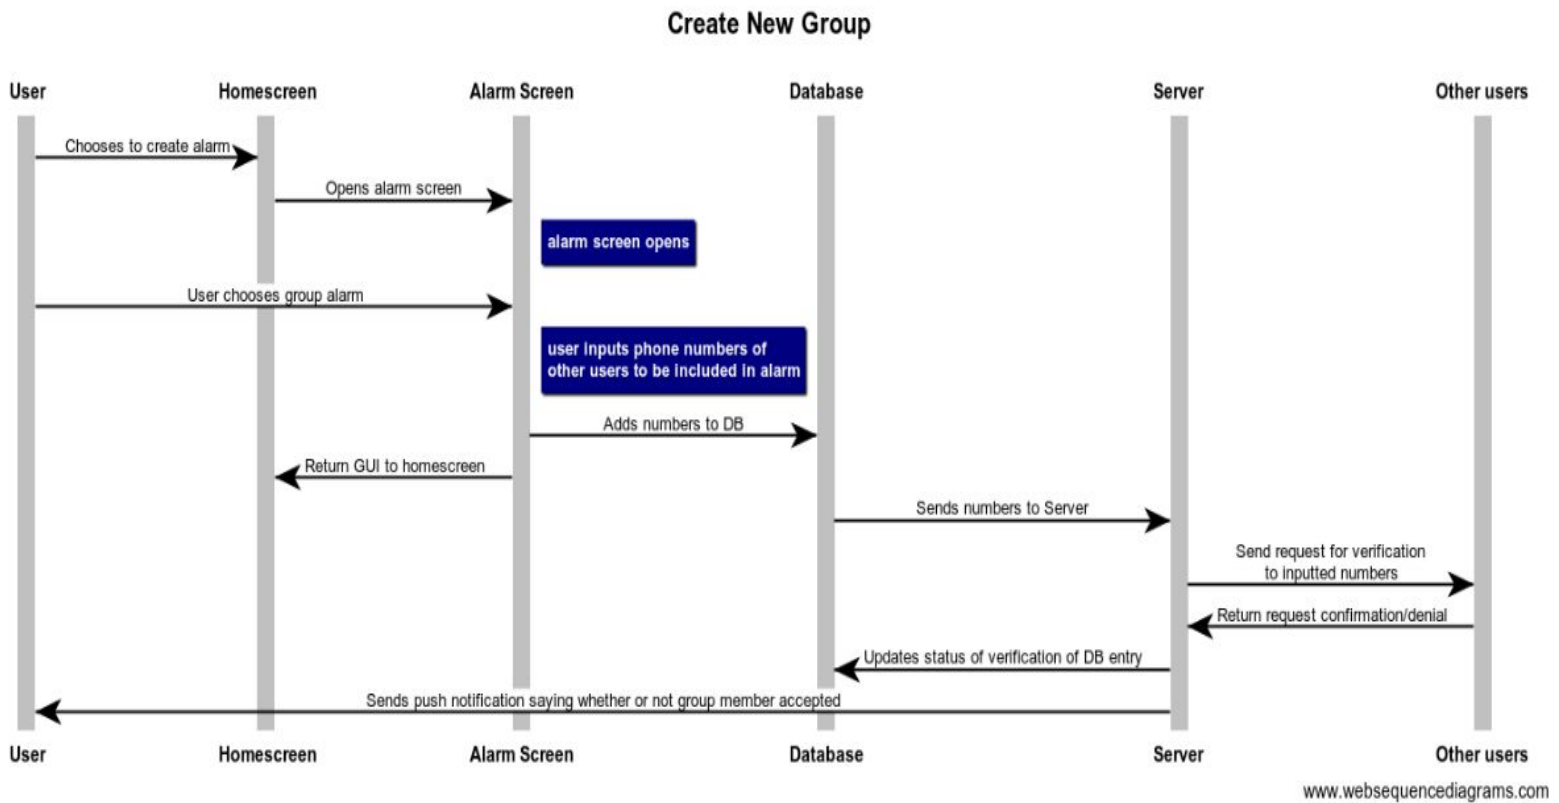 Create New Group
User Homescreen Alarm Screen Database Server Other users
Chooses to create alarm
Opens alarm screen
alarm screen opens
User chooses group alarm
user inputs phone numbers of
other users to be included in alarm
Adds numbers to DB
Return GUI to homescreen
Sends numbers to Server
Send request for verification
to inputted numbers
Return request confirmation/denial
Updates status of verification of DB entry
Sends push notification saying whether or not group member accepted
User Homescreen Alarm Screen Database Server Other users
www.websequencediagrams.com